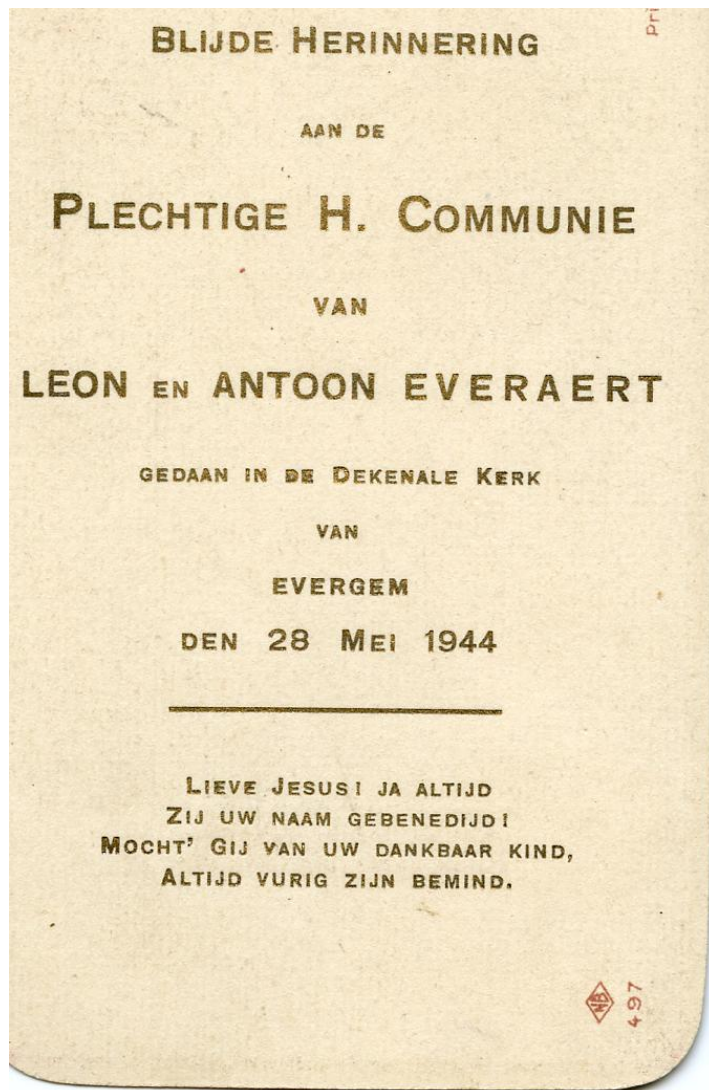 BLIJDE HERINNERING
AAN DE
PLECHTIGE H. COMMUNIE
VAN
LEON EN ANTOON EVERAERT
GEDAAN IN DE DEKENALE KERK
VAN
EVERGEM
DEN 28 MEI 1944
LIEVE JESUS! JA ALTIJD
ZIJ UW NAAM GEBENEDIJD!
MOCHT' GIJ VAN UW DANKBAAR KIND,
ALTIJD VURIG ZIJN BEMIND.
497